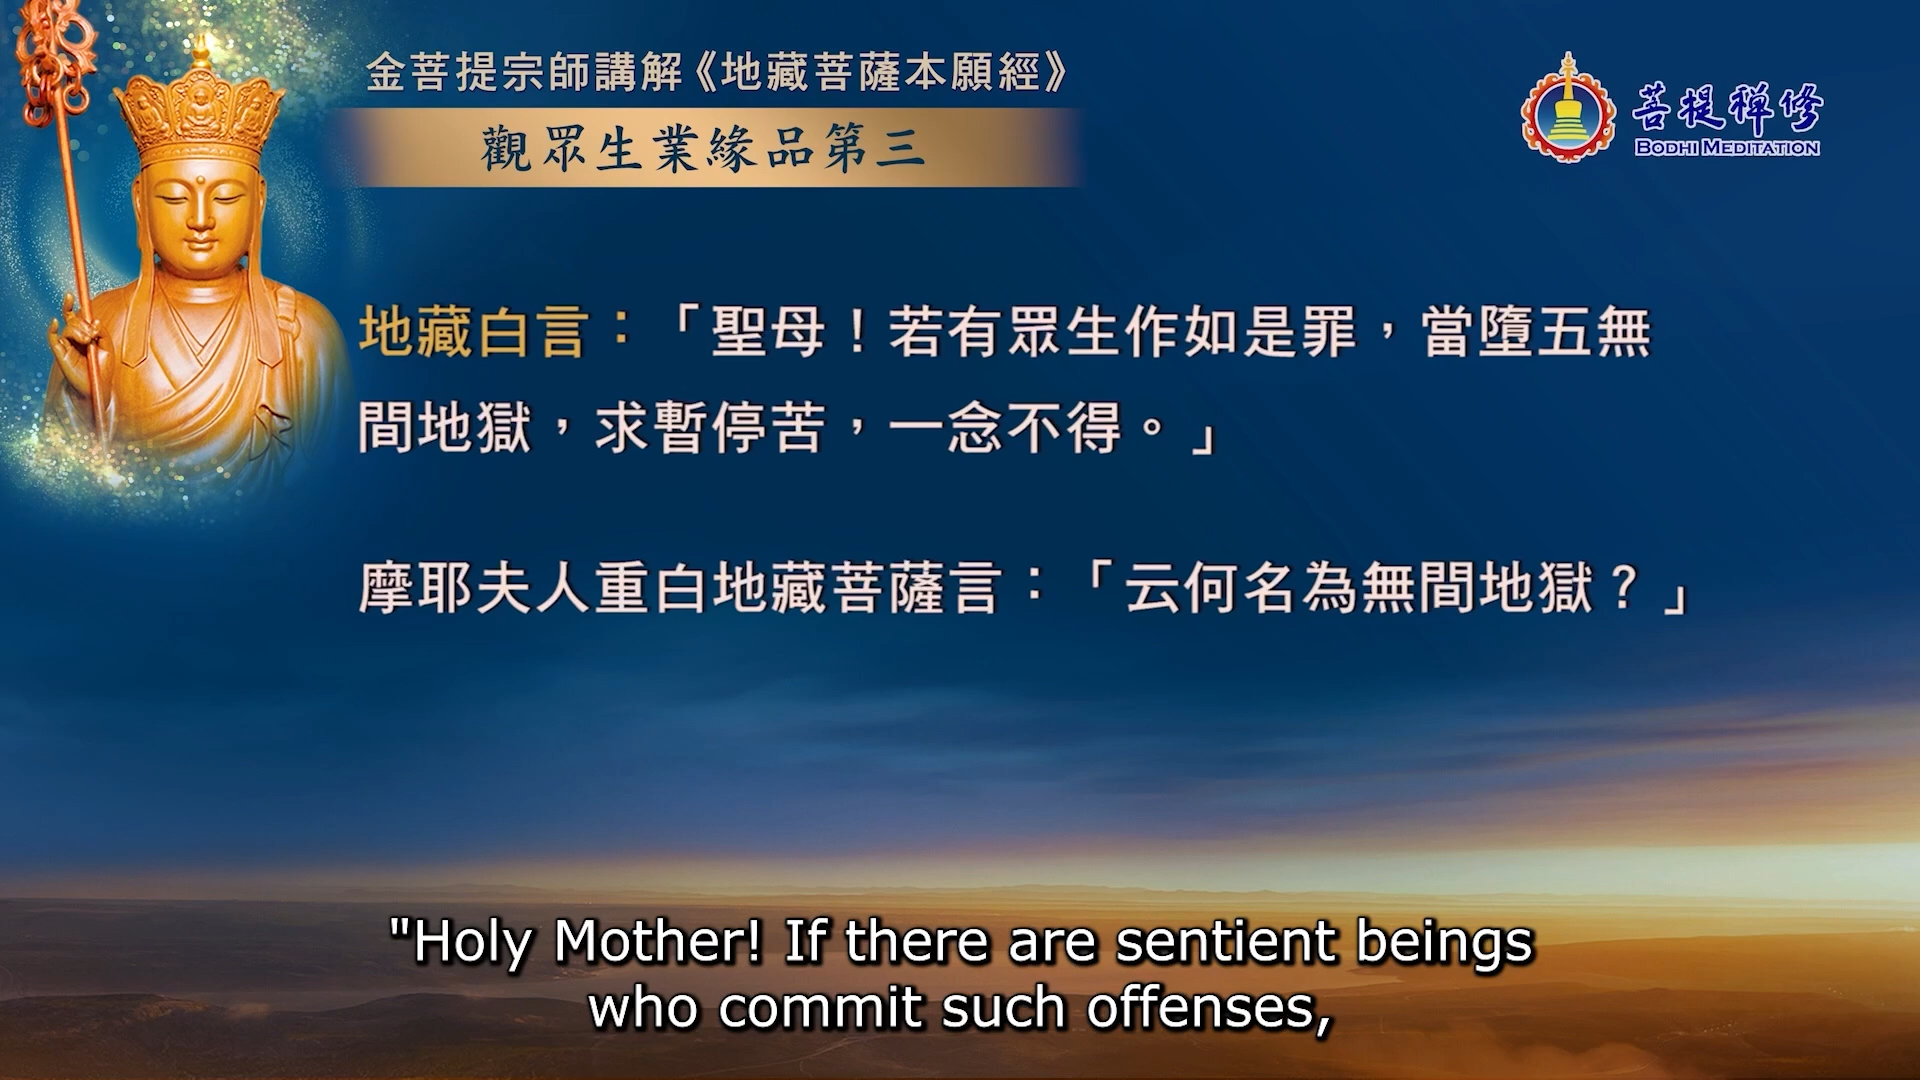 金菩提宗師講解《地藏菩薩本願經》
觀眾生業緣品第三
菩提禪修
BODHI MEDITATION
地藏白言：「聖母！若有眾生作如是罪，當墮五無
間地獄，求暫停苦，一念不得。」
摩耶夫人重白地藏菩薩言：「云何名為無間地獄？」
"Holy Mother! If there are sentient beings
who commit such offenses,